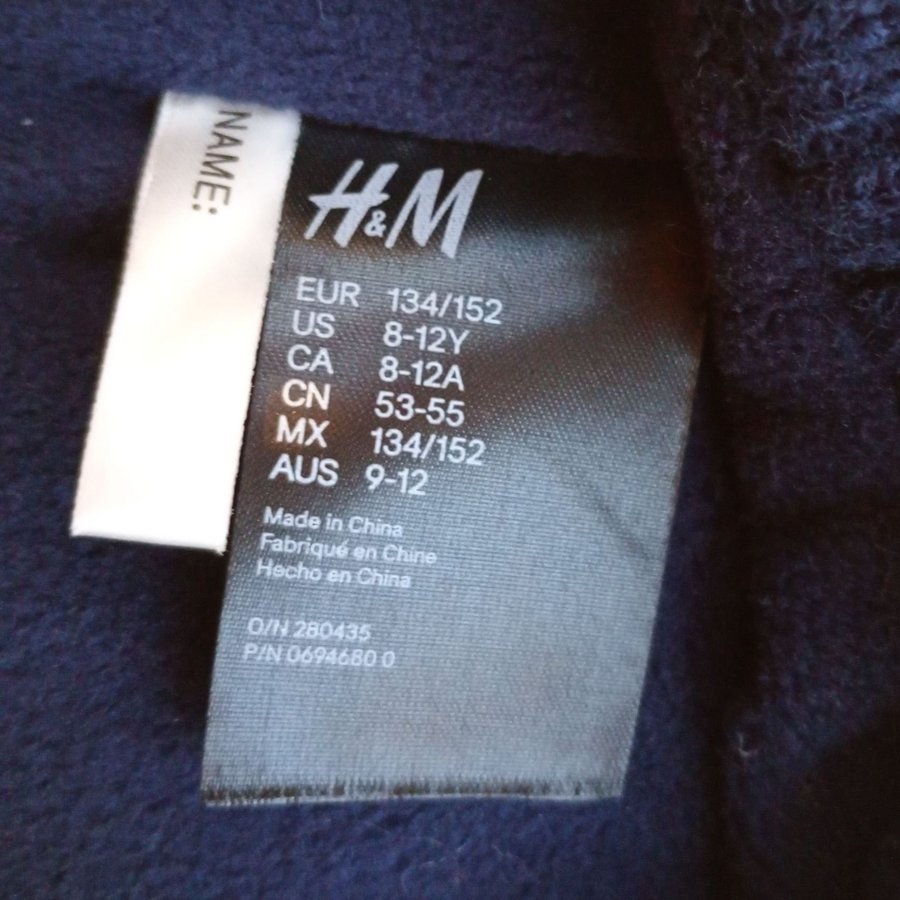 NAME:
H&M
EUR 134/152
US 8-12Y
CA 8-12A
CN 53-55
MX 134/152
AUS 9-12
Made in China
Fabriqué en Chine
Hecho en China
O/N 280435
P/N 0694680 0